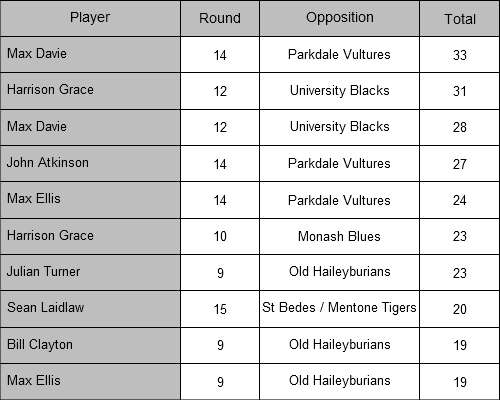 Player Round Opposition Total
Max Davie 14 Parkdale Vultures 33
Harrison Grace 12 University Blacks 31
Max Davie 12 University Blacks 28
John Atkinson 14 Parkdale Vultures 27
Max Ellis 14 Parkdale Vultures 24
Harrison Grace 10 Monash Blues 23
Julian Turner 9 Old Haileyburians 23
Sean Laidlaw 15 St Bedes / Mentone Tigers 20
Bill Clayton 9 Old Haileyburians 19
Max Ellis 9 Old Haileyburians 19